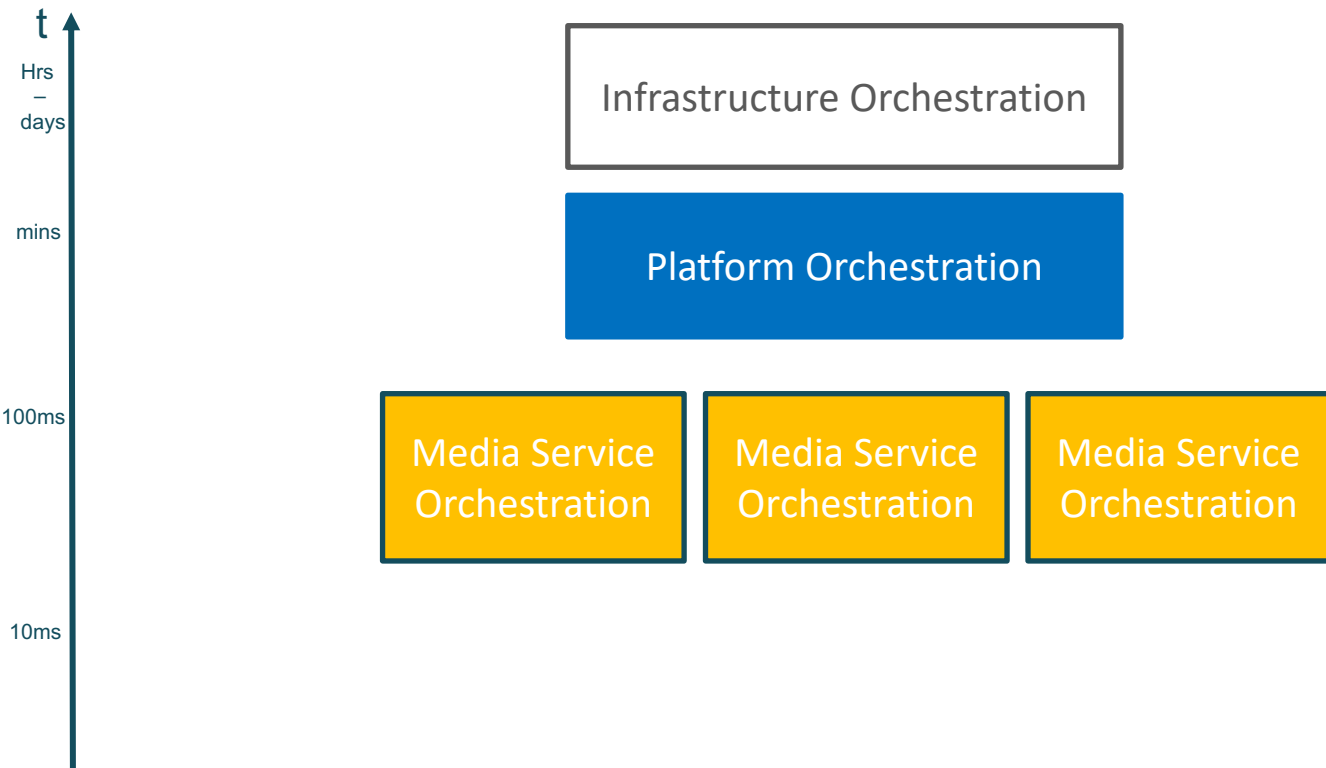 t
Hrs
–
days
Infrastructure Orchestration
mins
Platform Orchestration
100ms
Media Service
Orchestration
Media Service
Orchestration
Media Service
Orchestration
10ms